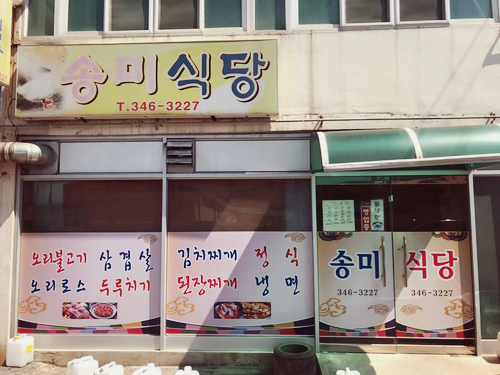 송미식당
T.346-3227
오리불고기 삼겹살
오리로스 두루치기
김치찌개 정식
된장찌개 냉면
송미 식당
346-3227 346-3227